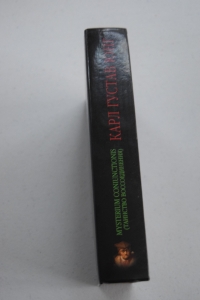 КАРЛ ГУСТАВ ЮНГ
MYSTERIUM CONIUNCTIONIS
(ТАИНСТВО ВОССОЕДИНЕНИЯ)